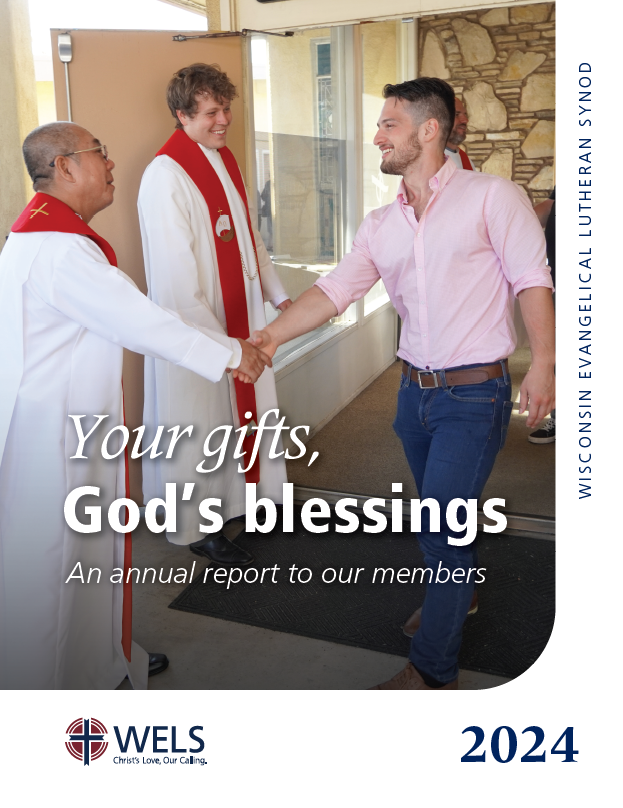 WISCONSIN EVANGELICAL LUTHERAN SYNOD
Your gifts,
God's blessings
An annual report to our members
WELS
Christ's Love, Our Calling.
2024